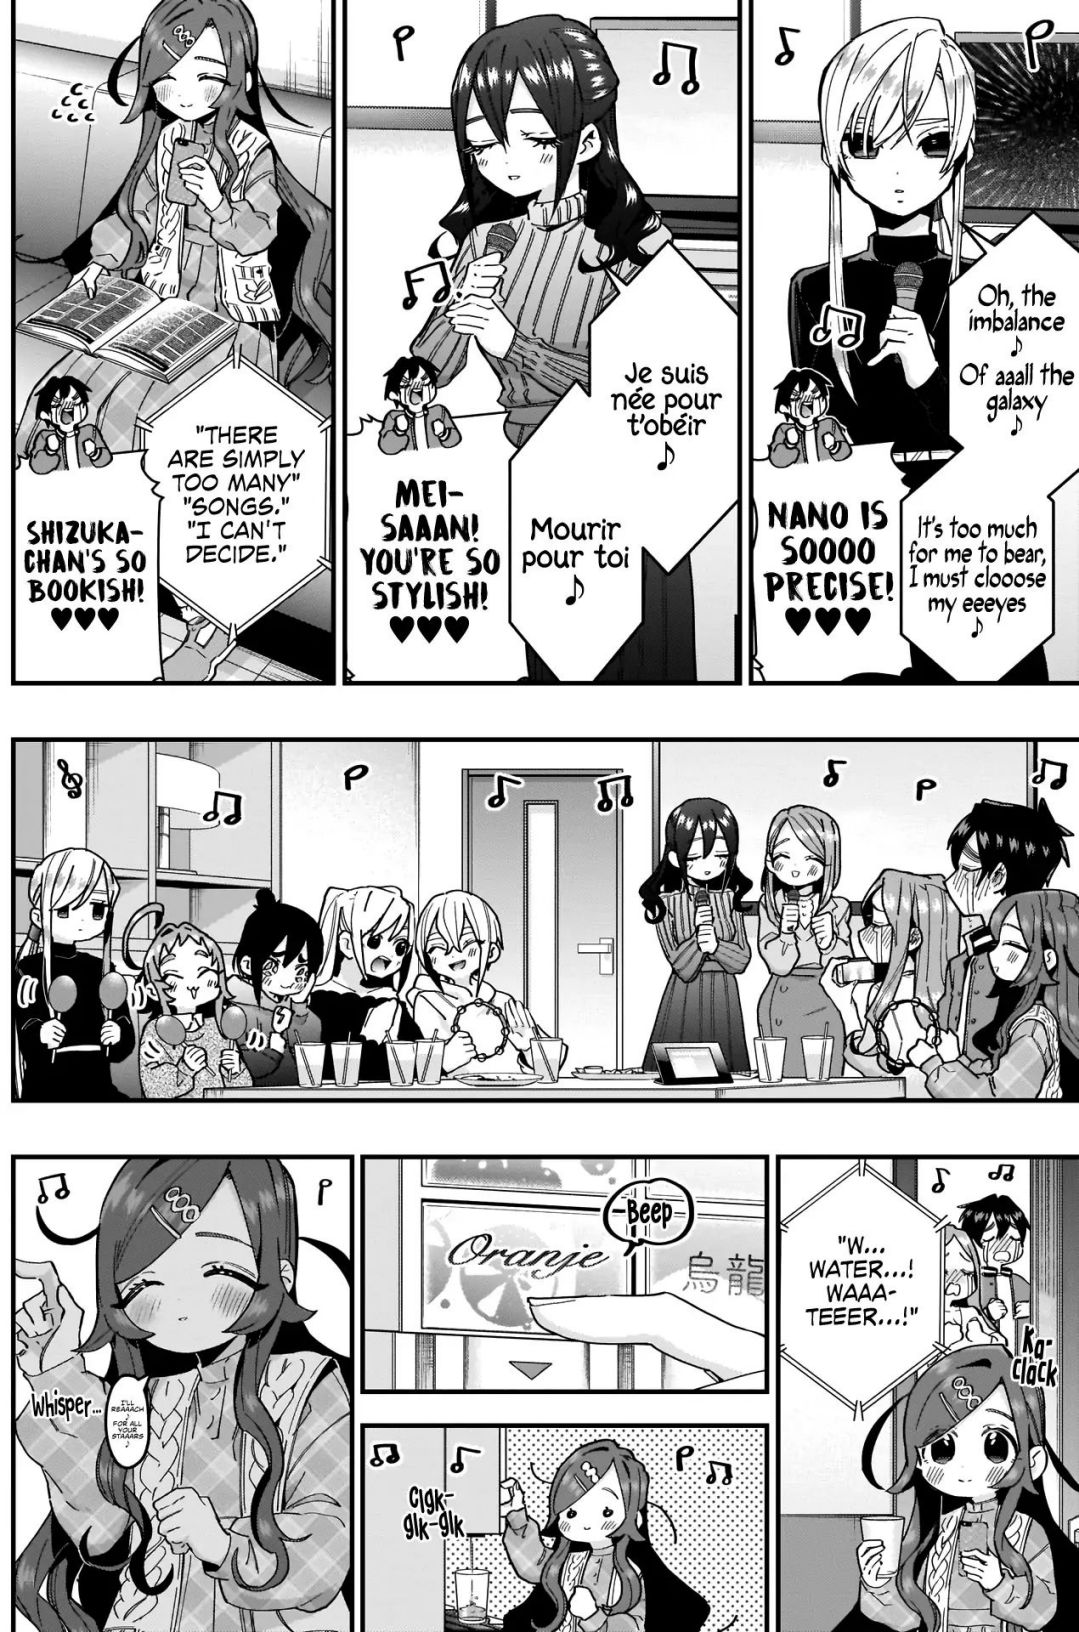 Oh, the
imbalance
♪
Of aaall the
galaxy
♪
It's too much
for me to bear,
I must clooose
my eeeyes
♪
NANO IS
SOOOO
PRECISE!
♥♥♥
Je suis
née pour
t'obéir
♪
Mourir
pour toi
♪
MEI-
SAAAN!
YOU'RE SO
STYLISH!
♥♥♥
"THERE
ARE SIMPLY
TOO MANY"
"SONGS."
"I CAN'T
DECIDE."
SHIZUKA-
CHAN'S SO
BOOKISH!
♥♥♥
"W...
WATER...!
WAAA-
TEEER...!"
Ka-
clack
Beep
Oranje
烏龍
Clgk-
glk-glk
Whisper...
I'LL
REAAACH
♪
FOR ALL
YOUR
STAAARS
♪